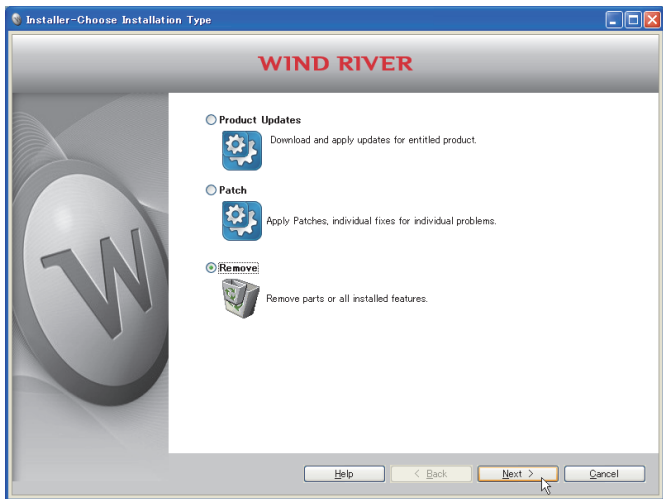 Installer-Choose Installation Type
WIND RIVER
Product Updates
Download and apply updates for entitled product.
Patch
Apply Patches, individual fixes for individual problems.
Remove
Remove parts or all installed features.
W
Help < Back Next > Cancel